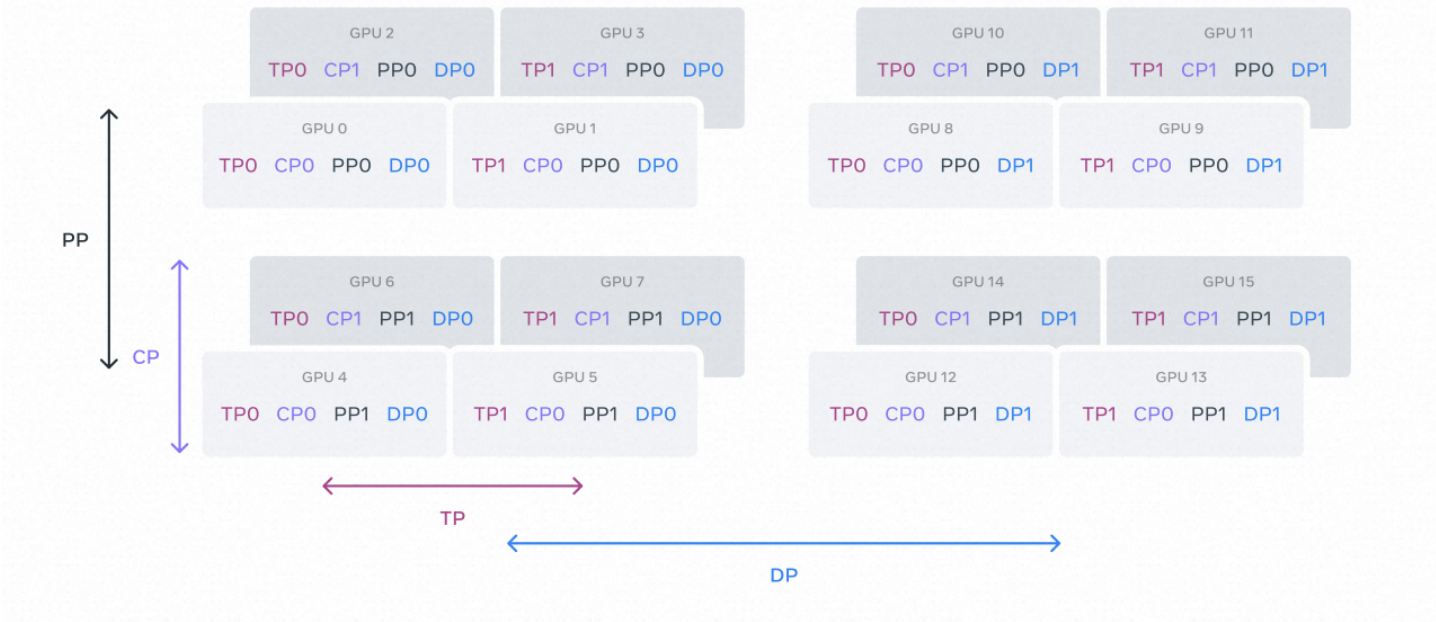 GPU 2 GPU 3 GPU 10 GPU 11
TP0 CP1 PP0 DP0 TP1 CP1 PP0 DP0 TP0 CP1 PP0 DP1 TP1 CP1 PP0 DP1
GPU 0 GPU 1 GPU 8 GPU 9
TP0 CP0 PP0 DP0 TP1 CP0 PP0 DP0 TP0 CP0 PP0 DP1 TP1 CP0 PP0 DP1
PP
GPU 6 GPU 7 GPU 14 GPU 15
TP0 CP1 PP1 DP0 TP1 CP1 PP1 DP0 TP0 CP1 PP1 DP1 TP1 CP1 PP1 DP1
CP
GPU 4 GPU 5 GPU 12 GPU 13
TP0 CP0 PP1 DP0 TP1 CP0 PP1 DP0 TP0 CP0 PP1 DP1 TP1 CP0 PP1 DP1
TP
DP